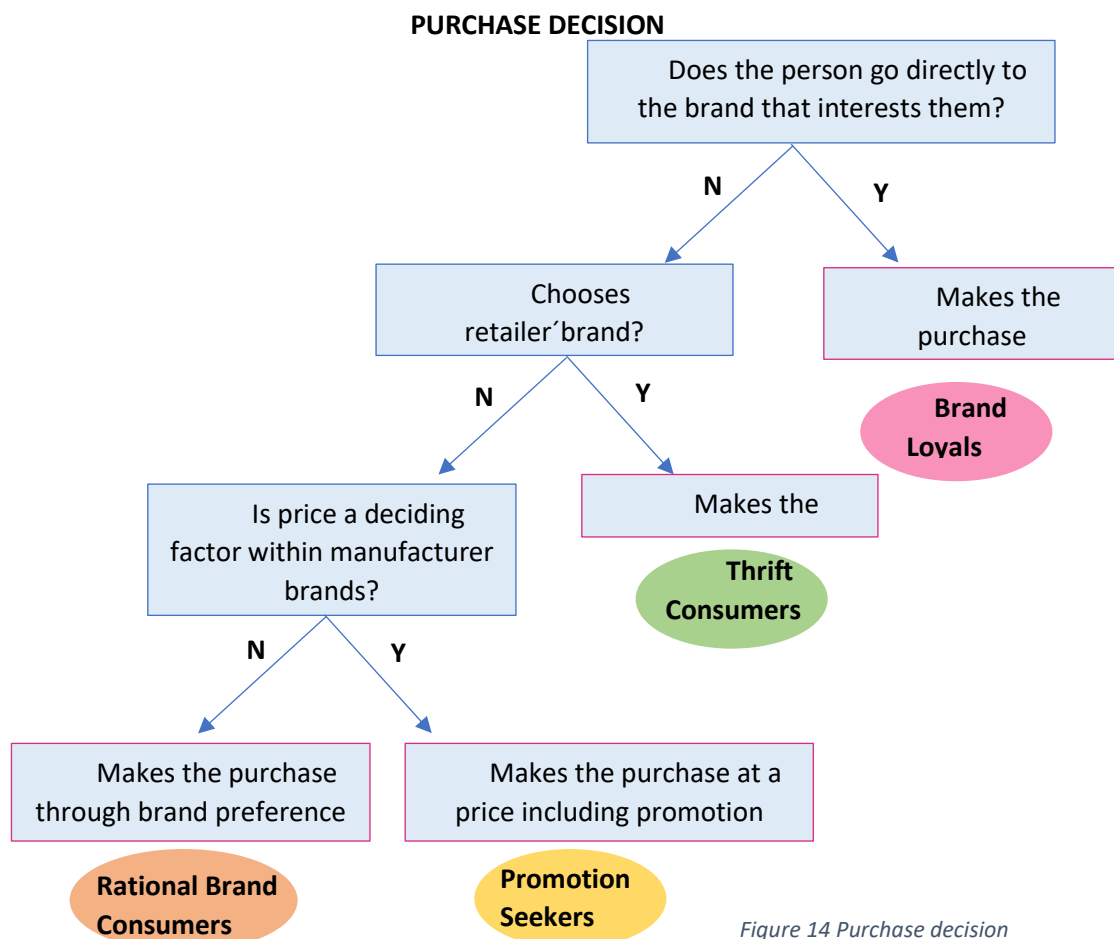 PURCHASE DECISION
Does the person go directly to
the brand that interests them?
N
Y
Chooses
retailer´brand?
Makes the
purchase
N
Y
Brand
Loyals
Is price a deciding
factor within manufacturer
brands?
Makes the
Thrift
Consumers
N
Y
Makes the purchase
through brand preference
Makes the purchase at a
price including promotion
Rational Brand
Consumers
Promotion
Seekers
Figure 14 Purchase decision